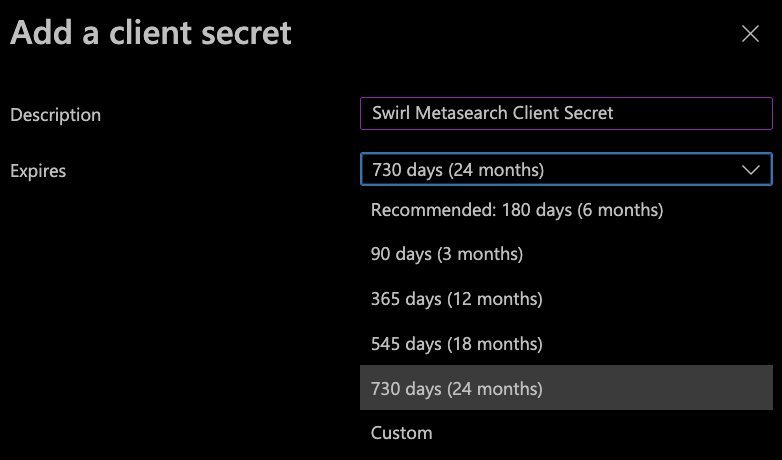 Add a client secret
Description
Swirl Metasearch Client Secret
Expires
730 days (24 months)
Recommended: 180 days (6 months)
90 days (3 months)
365 days (12 months)
545 days (18 months)
730 days (24 months)
Custom